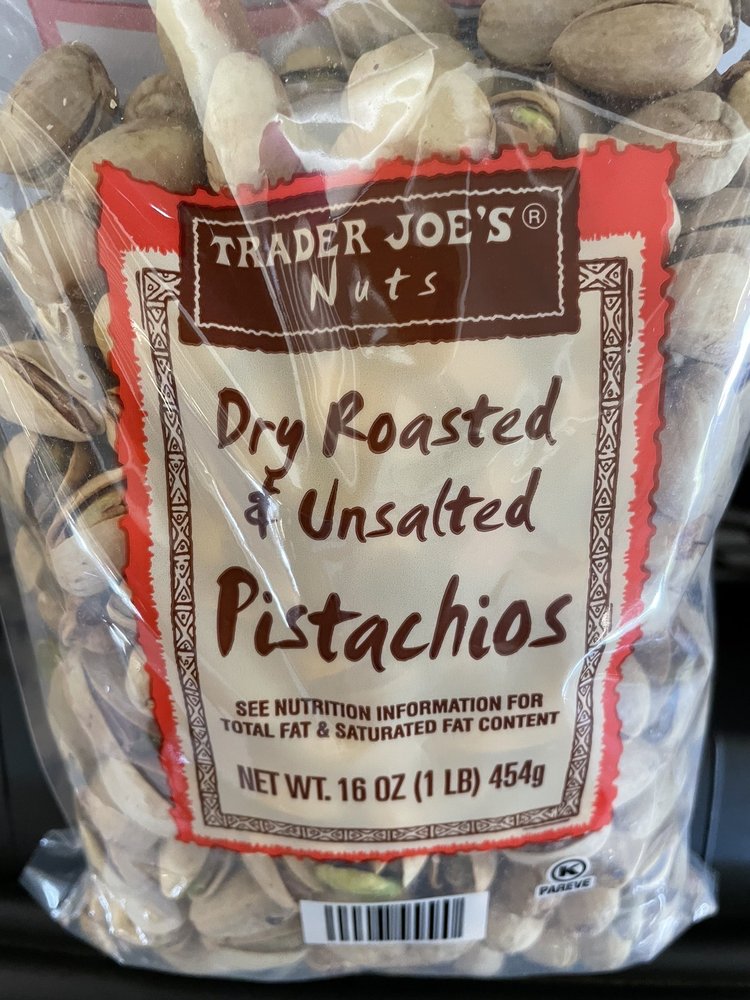 TRADER JOE'S®
Nuts
Dry Roasted
& Unsalted
Pistachios
SEE NUTRITION INFORMATION FOR
TOTAL FAT & SATURATED FAT CONTENT
NET WT. 16 OZ (1 LB) 454g
K
PAREVE